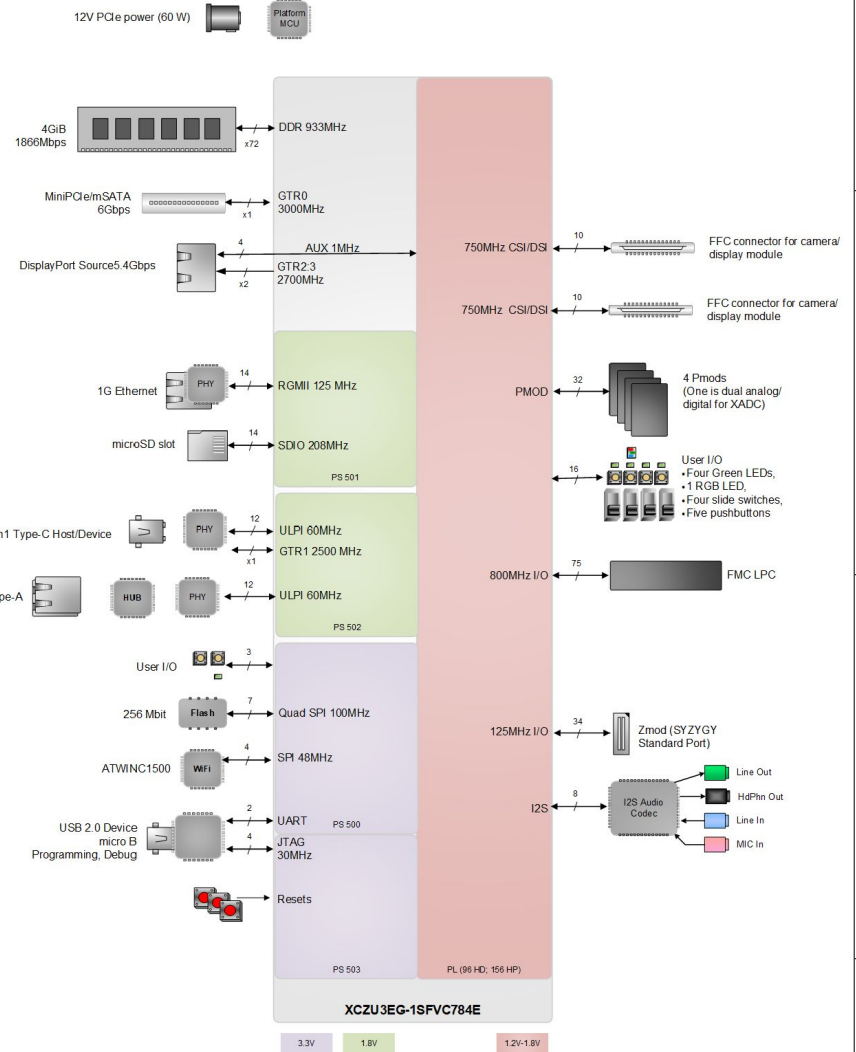 12V PCIe power (60 W)
Platform
MCU
4GiB
1866Mbps
x72
DDR 933MHz
MiniPCIe/mSATA
6Gbps
x1
GTR0
3000MHz
DisplayPort Source5.4Gbps
4
AUX 1MHz
x2
GTR2:3
2700MHz
750MHz CSI/DSI
10
FFC connector for camera/
display module
750MHz CSI/DSI
10
FFC connector for camera/
display module
1G Ethernet
PHY
14
RGMII 125 MHz
PMOD
32
4 Pmods
(One is dual analog/
digital for XADC)
microSD slot
14
SDIO 208MHz
PS 501
16
User I/O
•Four Green LEDs,
•1 RGB LED,
•Four slide switches,
•Five pushbuttons
n1 Type-C Host/Device
PHY
12
ULPI 60MHz
x1
GTR1 2500 MHz
pe-A
HUB
PHY
12
ULPI 60MHz
PS 502
800MHz I/O
75
FMC LPC
User I/O
3
256 Mbit
Flash
7
Quad SPI 100MHz
ATWINC1500
WiFi
4
SPI 48MHz
125MHz I/O
34
Zmod (SYZYGY
Standard Port)
USB 2.0 Device
micro B
Programming, Debug
2
UART
4
JTAG
30MHz
PS 500
I2S
8
I2S Audio
Codec
Line Out
HdPhn Out
Line In
MIC In
Resets
PS 503
PL (96 HD; 156 HP)
XCZU3EG-1SFVC784E
3.3V
1.8V
1.2V-1.8V